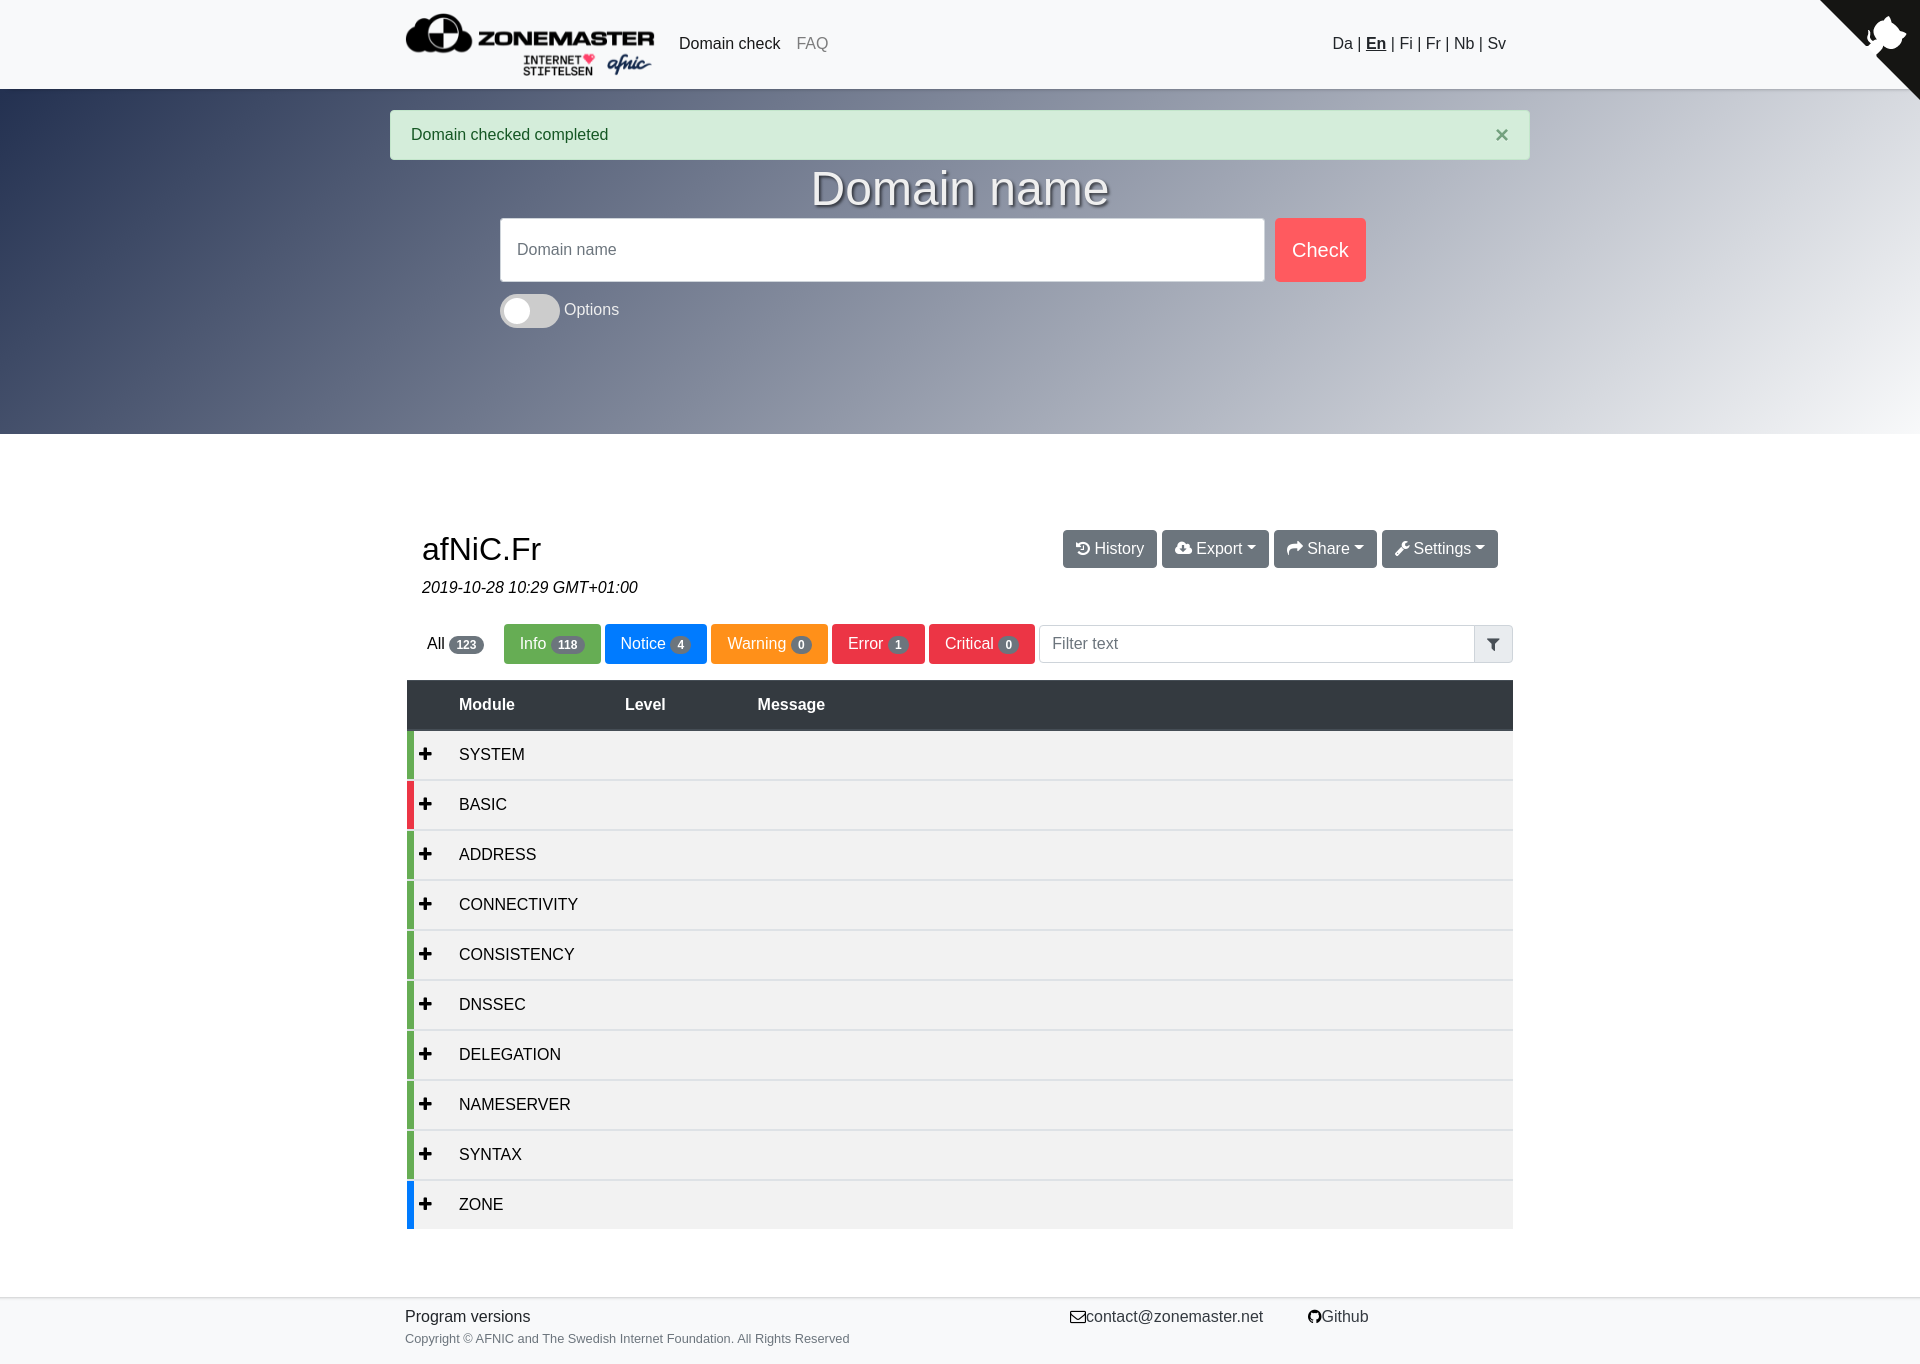 ZONEMASTER
INTERNET
STIFTELSEN afnic
Domain check FAQ
Da | En | Fi | Fr | Nb | Sv
Domain checked completed ×
Domain name
Domain name
Check
Options
afNiC.Fr
History Export Share Settings
2019-10-28 10:29 GMT+01:00
All 123 Info 118 Notice 4 Warning 0 Error 1 Critical 0 Filter text
Module Level Message
SYSTEM
BASIC
ADDRESS
CONNECTIVITY
CONSISTENCY
DNSSEC
DELEGATION
NAMESERVER
SYNTAX
ZONE
Program versions
contact@zonemaster.net Github
Copyright © AFNIC and The Swedish Internet Foundation. All Rights Reserved